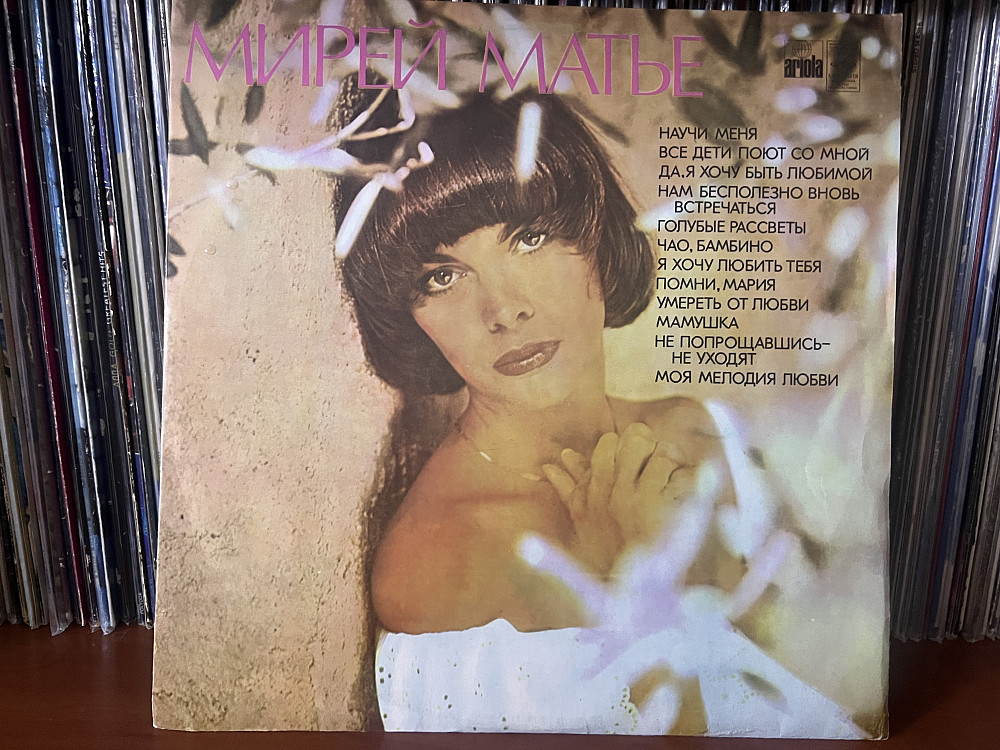 МИРЕЙ МАТЬЕ
ariola
НАУЧИ МЕНЯ
ВСЕ ДЕТИ ПОЮТ СО МНОЙ
ДА, Я ХОЧУ БЫТЬ ЛЮБИМОЙ
НАМ БЕСПОЛЕЗНО ВНОВЬ
ВСТРЕЧАТЬСЯ
ГОЛУБЫЕ РАССВЕТЫ
ЧАО, БАМБИНО
Я ХОЧУ ЛЮБИТЬ ТЕБЯ
ПОМНИ, МАРИЯ
УМЕРЕТЬ ОТ ЛЮБВИ
МАМУШКА
НЕ ПОПРОЩАВШИСЬ–
НЕ УХОДЯТ
МОЯ МЕЛОДИЯ ЛЮБВИ